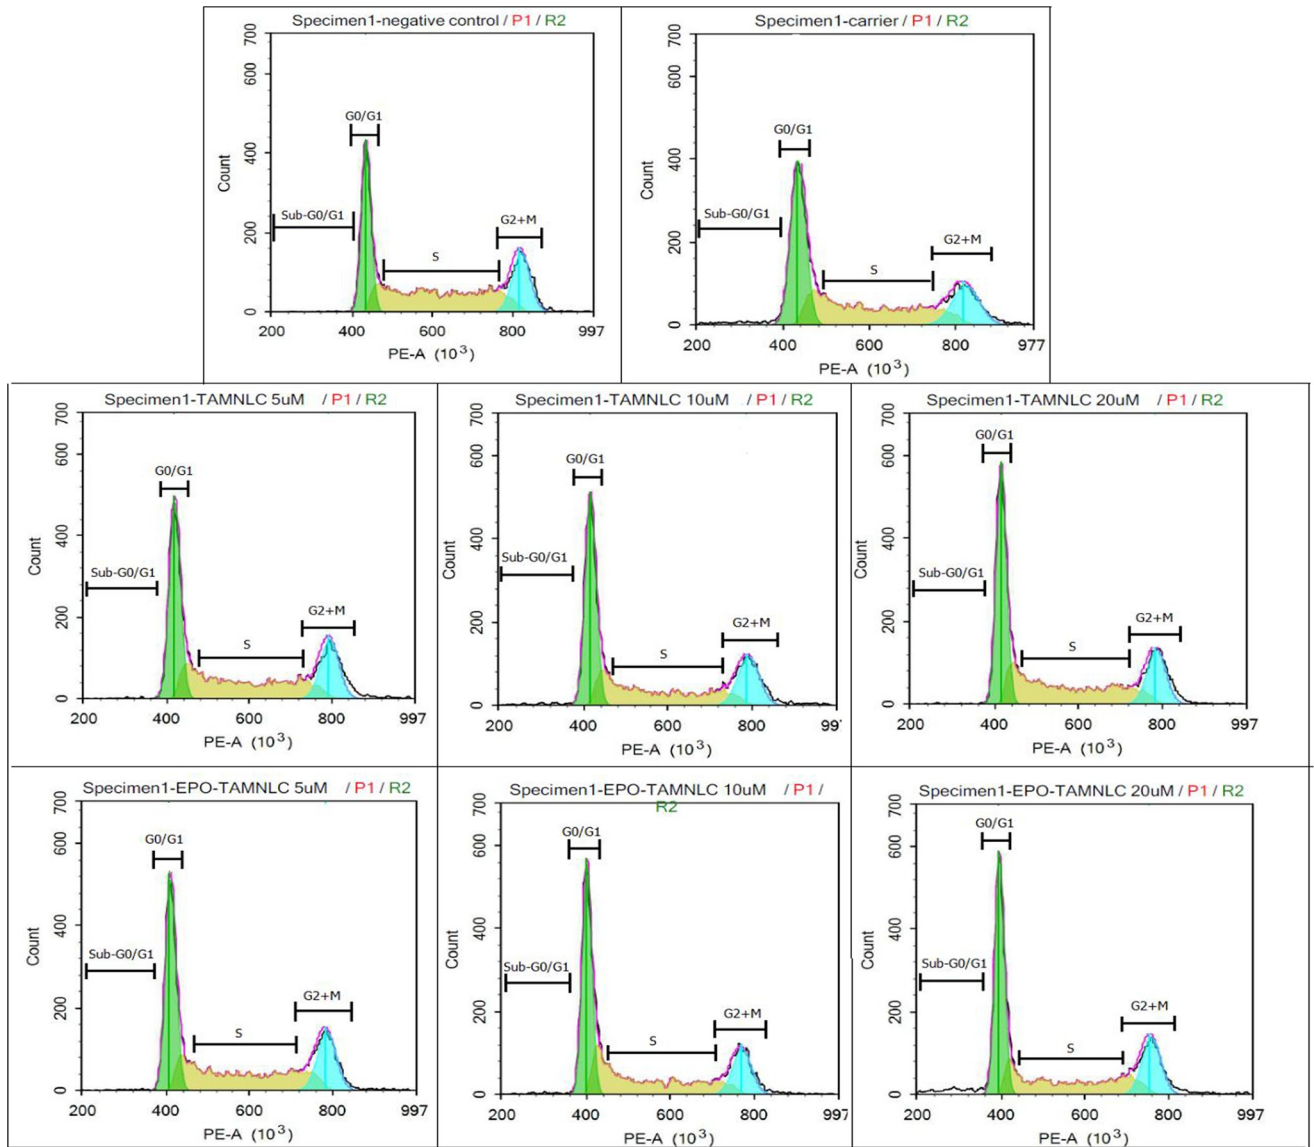 Specimen1-negative control / P1 / R2
700
600
400
200
0
Count
G0/G1
Sub-G0/G1
S
G2+M
200 400 600 800 997
PE-A (10³)
Specimen1-carrier / P1 / R2
700
600
400
200
0
Count
G0/G1
Sub-G0/G1
S
G2+M
200 400 600 800 977
PE-A (10³)
Specimen1-TAMNLC 5uM / P1 / R2
700
600
400
200
0
Count
G0/G1
Sub-G0/G1
S
G2+M
200 400 600 800 997
PE-A (10³)
Specimen1-TAMNLC 10uM / P1 / R2
700
600
400
200
0
Count
G0/G1
Sub-G0/G1
S
G2+M
200 400 600 800 997
PE-A (10³)
Specimen1-TAMNLC 20uM / P1 / R2
700
600
400
200
0
Count
G0/G1
Sub-G0/G1
S
G2+M
200 400 600 800 997
PE-A (10³)
Specimen1-EPO-TAMNLC 5uM / P1 / R2
700
600
400
200
0
Count
G0/G1
Sub-G0/G1
S
G2+M
200 400 600 800 997
PE-A (10³)
Specimen1-EPO-TAMNLC 10uM / P1 /
R2
700
600
400
200
0
Count
G0/G1
Sub-G0/G1
S
G2+M
200 400 600 800 997
PE-A (10³)
Specimen1-EPO-TAMNLC 20uM / P1 / R2
700
600
400
200
0
Count
G0/G1
Sub-G0/G1
S
G2+M
200 400 600 800 997
PE-A (10³)